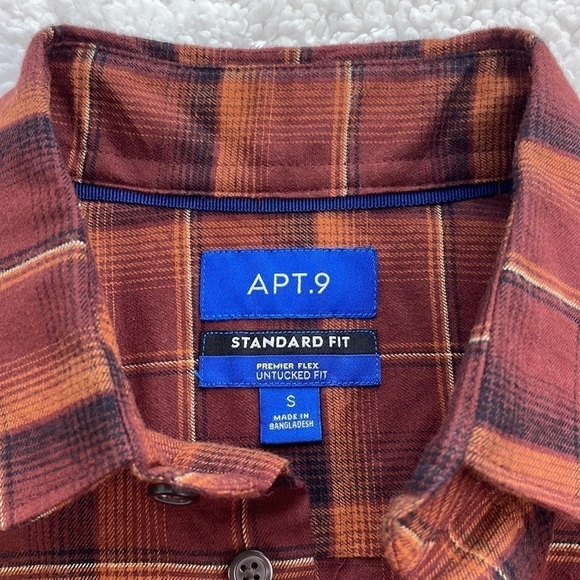 APT.9
STANDARD FIT
PREMIER FLEX
UNTUCKED FIT
S
MADE IN
BANGLADESH